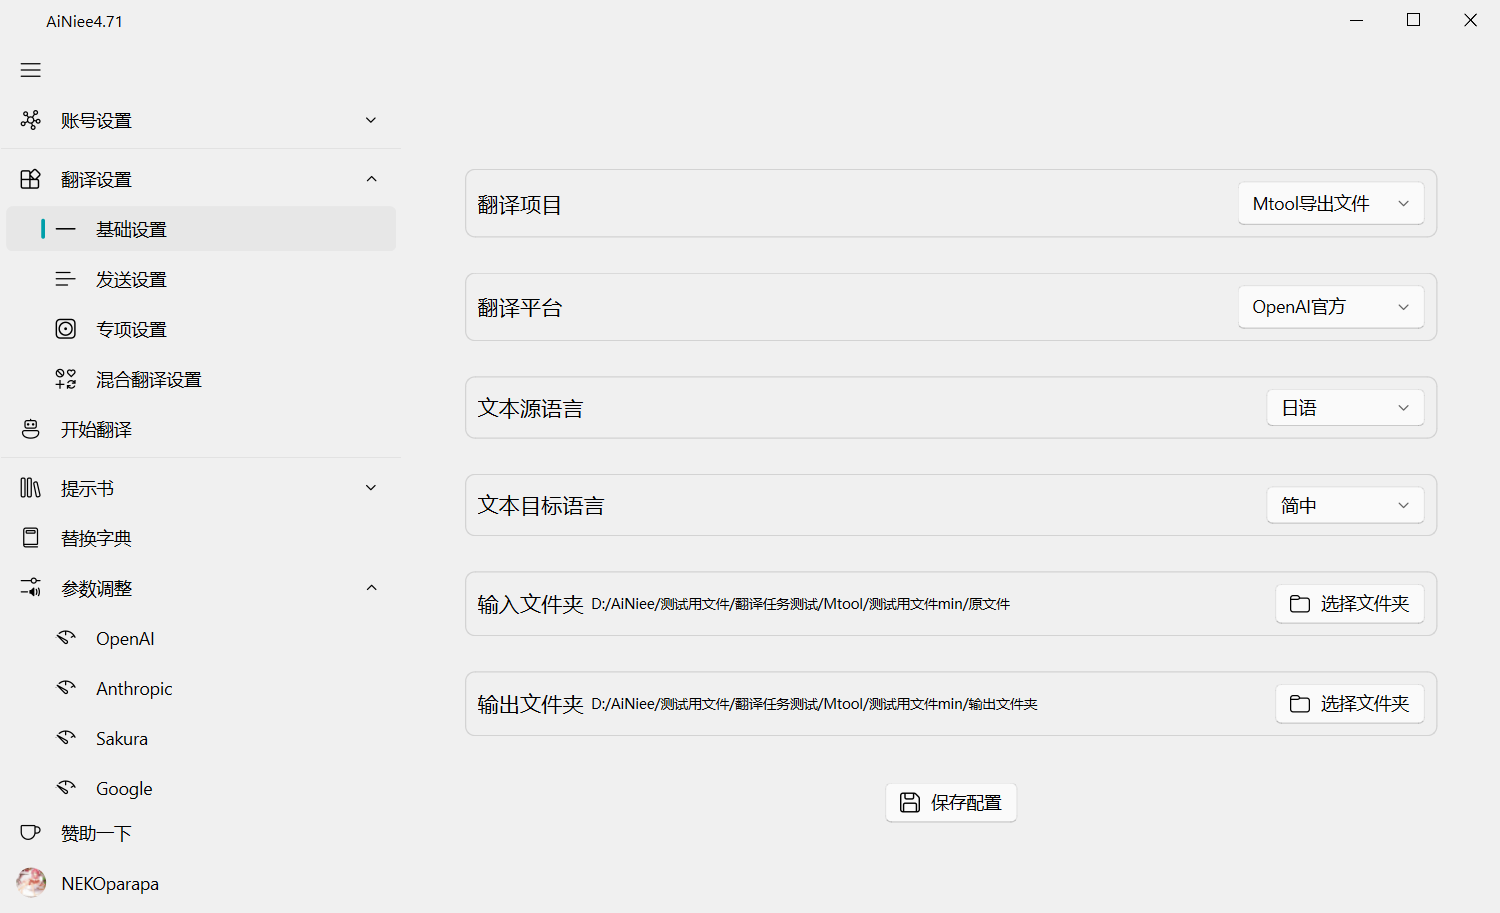 AiNiee4.71
账号设置
翻译设置
基础设置
发送设置
专项设置
混合翻译设置
开始翻译
提示书
替换字典
参数调整
OpenAI
Anthropic
Sakura
Google
赞助一下
NEKOparapa
翻译项目 Mtool导出文件
翻译平台 OpenAI官方
文本源语言 日语
文本目标语言 简中
输入文件夹 D:/AiNiee/测试用文件/翻译任务测试/Mtool/测试用文件min/原文件 选择文件夹
输出文件夹 D:/AiNiee/测试用文件/翻译任务测试/Mtool/测试用文件min/输出文件夹 选择文件夹
保存配置